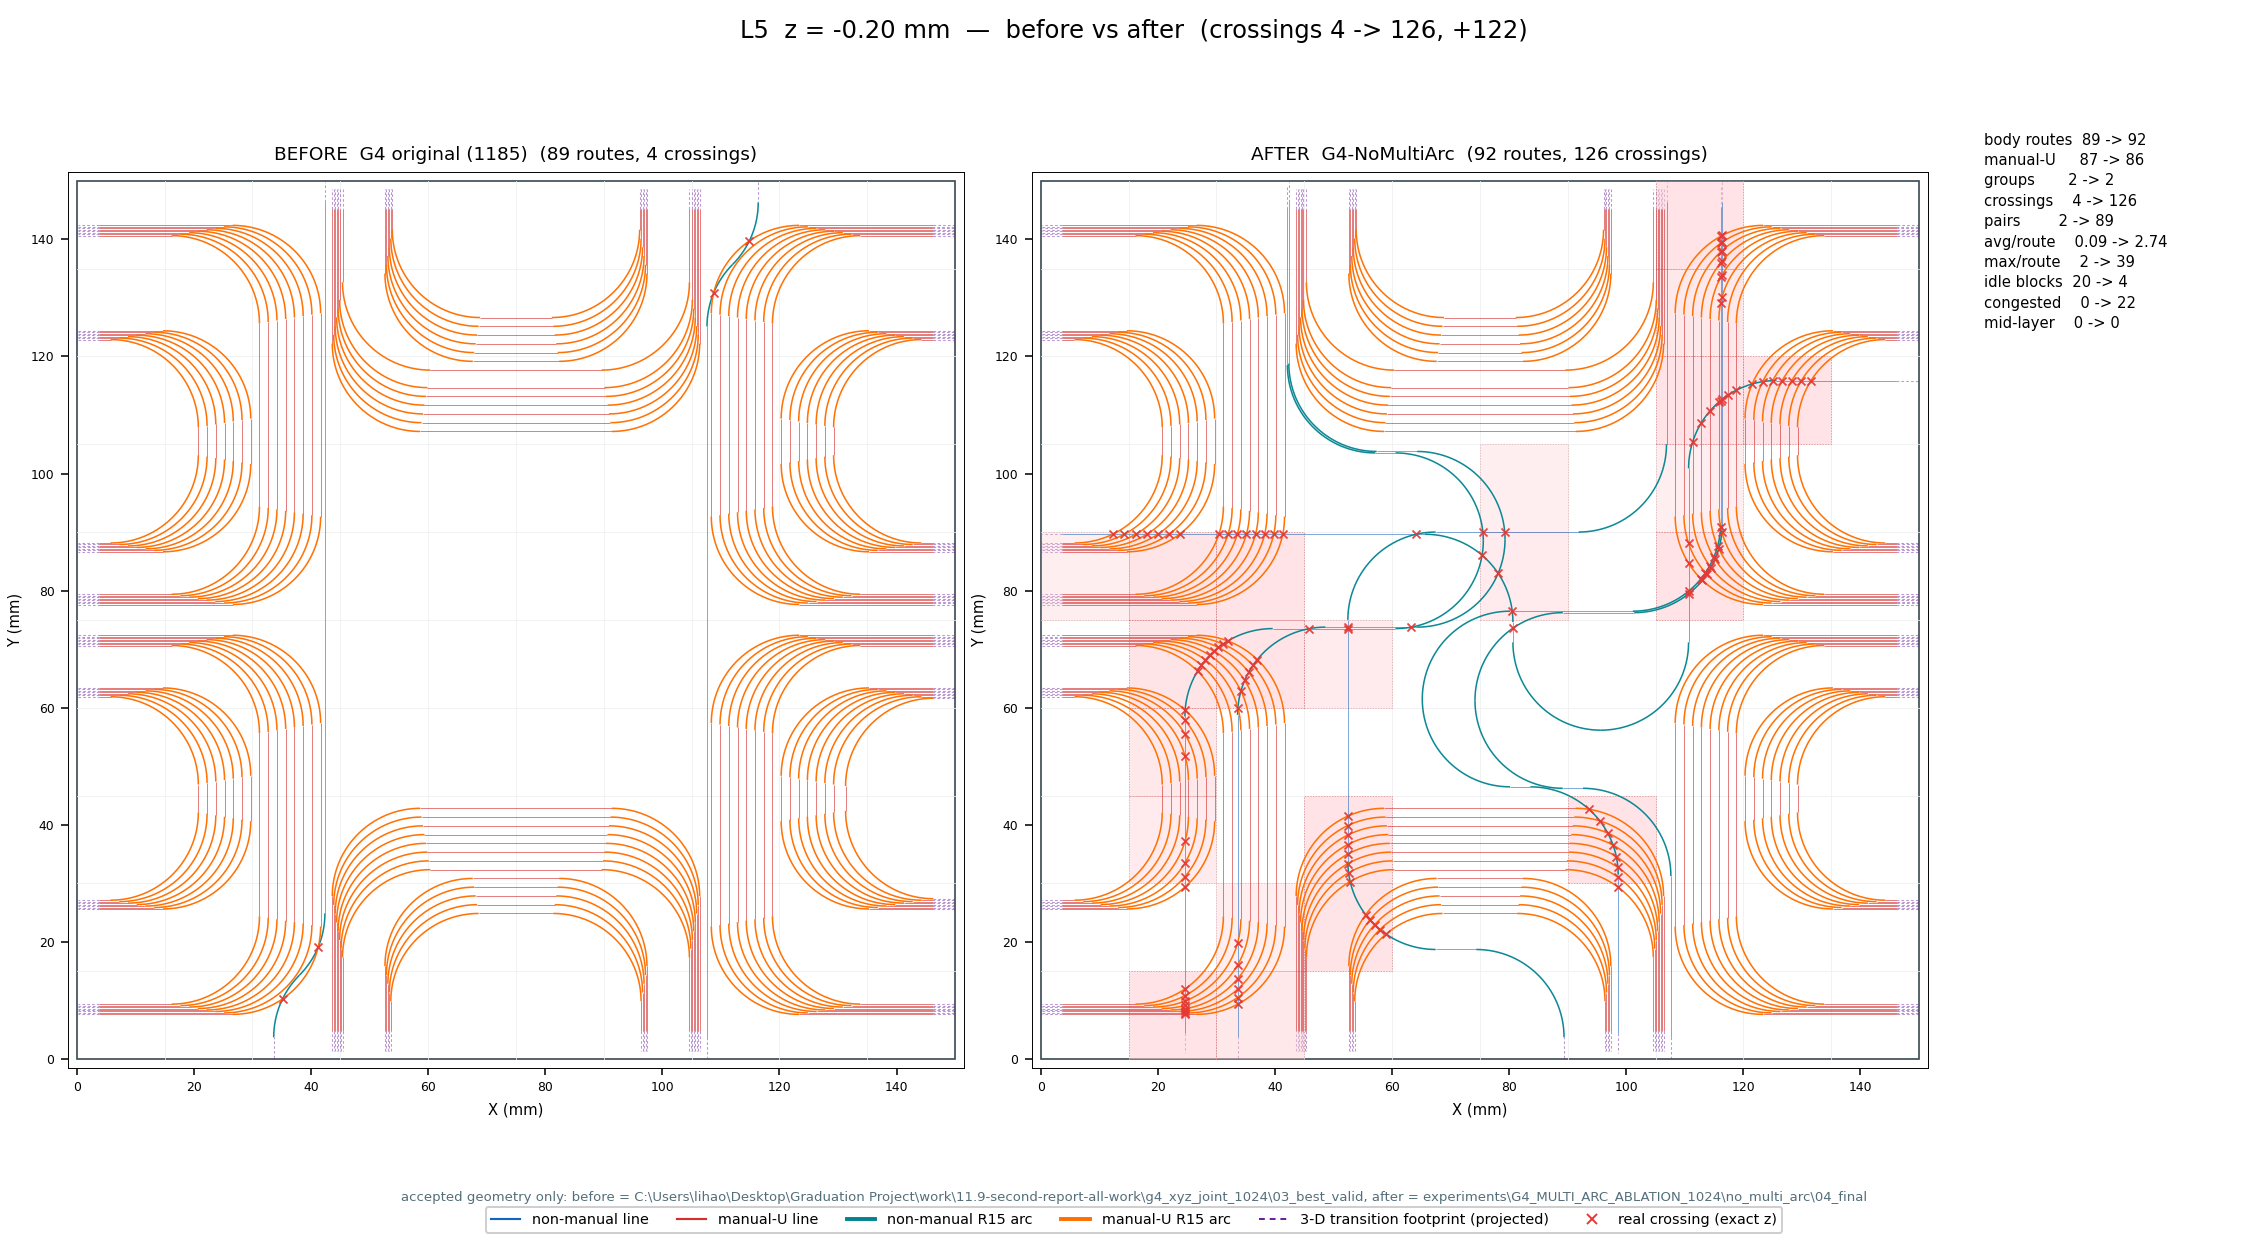 L5 z = -0.20 mm — before vs after (crossings 4 -> 126, +122)
BEFORE G4 original (1185) (89 routes, 4 crossings)
140
120
100
80
60
40
20
0
Y (mm)
0 20 40 60 80 100 120 140
X (mm)
AFTER G4-NoMultiArc (92 routes, 126 crossings)
140
120
100
80
60
40
20
0
Y (mm)
0 20 40 60 80 100 120 140
X (mm)
body routes 89 -> 92
manual-U 87 -> 86
groups 2 -> 2
crossings 4 -> 126
pairs 2 -> 89
avg/route 0.09 -> 2.74
max/route 2 -> 39
idle blocks 20 -> 4
congested 0 -> 22
mid-layer 0 -> 0
accepted geometry only: before = C:\Users\lihao\Desktop\Graduation Project\work\11.9-second-report-all-work\g4_xyz_joint_1024\03_best_valid, after = experiments\G4_MULTI_ARC_ABLATION_1024\no_multi_arc\04_final
non-manual line manual-U line non-manual R15 arc manual-U R15 arc 3-D transition footprint (projected) real crossing (exact z)